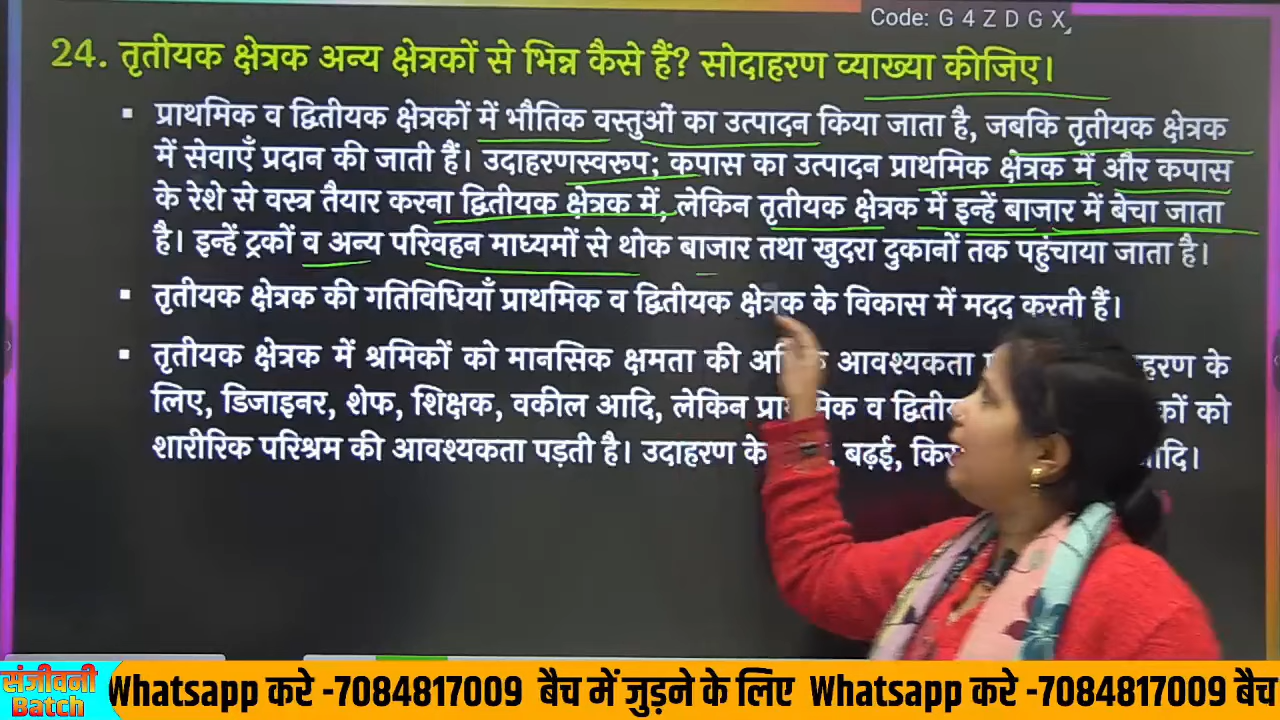 Code: G 4 Z D G X
24. तृतीयक क्षेत्रक अन्य क्षेत्रकों से भिन्न कैसे हैं? सोदाहरण व्याख्या कीजिए।
▪ प्राथमिक व द्वितीयक क्षेत्रकों में भौतिक वस्तुओं का उत्पादन किया जाता है, जबकि तृतीयक क्षेत्रक
में सेवाएँ प्रदान की जाती हैं। उदाहरणस्वरूप; कपास का उत्पादन प्राथमिक क्षेत्रक में और कपास
के रेशे से वस्त्र तैयार करना द्वितीयक क्षेत्रक में, लेकिन तृतीयक क्षेत्रक में इन्हें बाजार में बेचा जाता
है। इन्हें ट्रकों व अन्य परिवहन माध्यमों से थोक बाजार तथा खुदरा दुकानों तक पहुंचाया जाता है।
▪ तृतीयक क्षेत्रक की गतिविधियाँ प्राथमिक व द्वितीयक क्षेत्रक के विकास में मदद करती हैं।
▪ तृतीयक क्षेत्रक में श्रमिकों को मानसिक क्षमता की आवश्यकता के
लिए, डिजाइनर, शेफ, शिक्षक, वकील आदि, लेकिन व को
शारीरिक परिश्रम की आवश्यकता पड़ती है। उदाहरण के बढ़ई,
संजीवनी
Batch
Whatsapp करे -7084817009 बैच में जुड़ने के लिए Whatsapp करे -7084817009 बैच